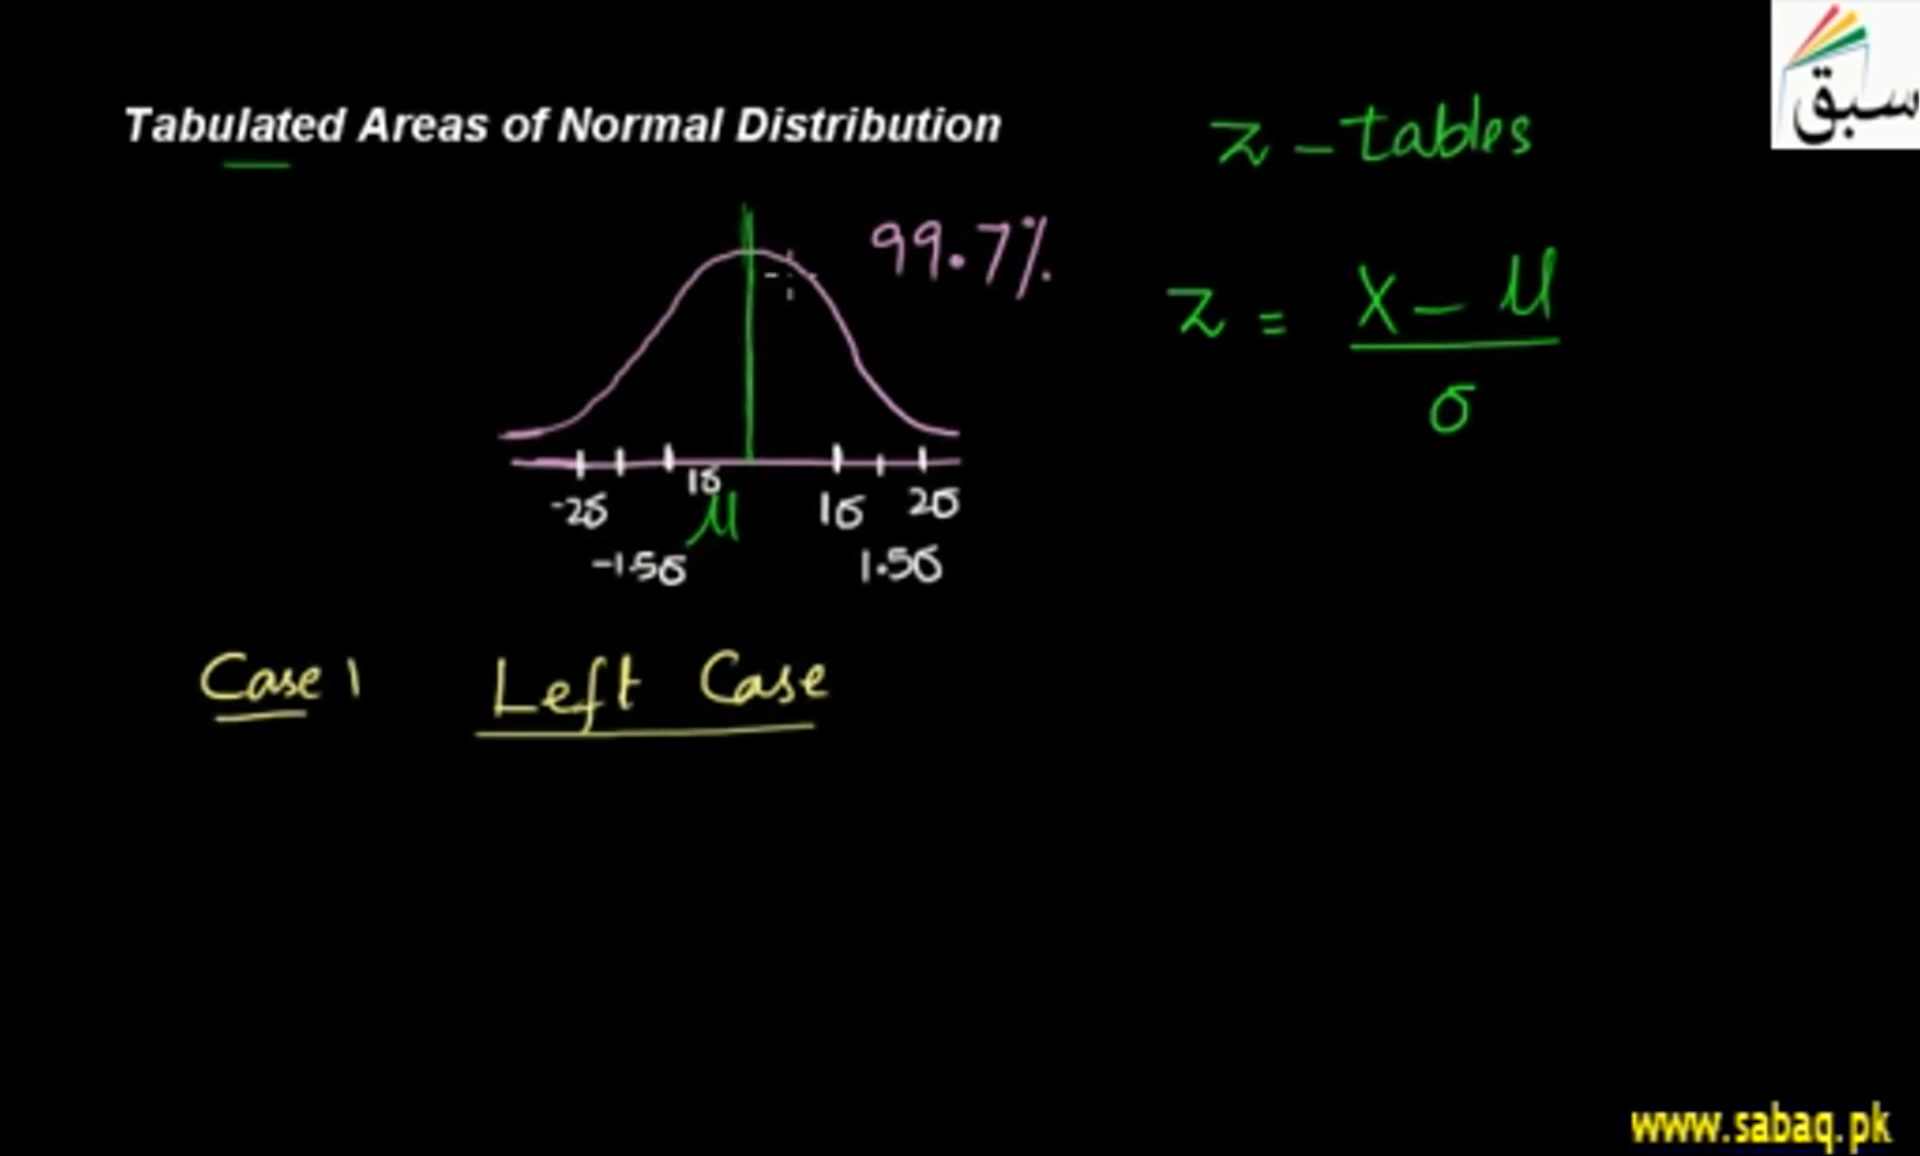 سبق
Tabulated Areas of Normal Distribution
z - tables
99.7%
z = X - μ
σ
-2σ
1σ
μ
1σ
2σ
-1.5σ
1.5σ
Case 1 Left Case
www.sabaq.pk